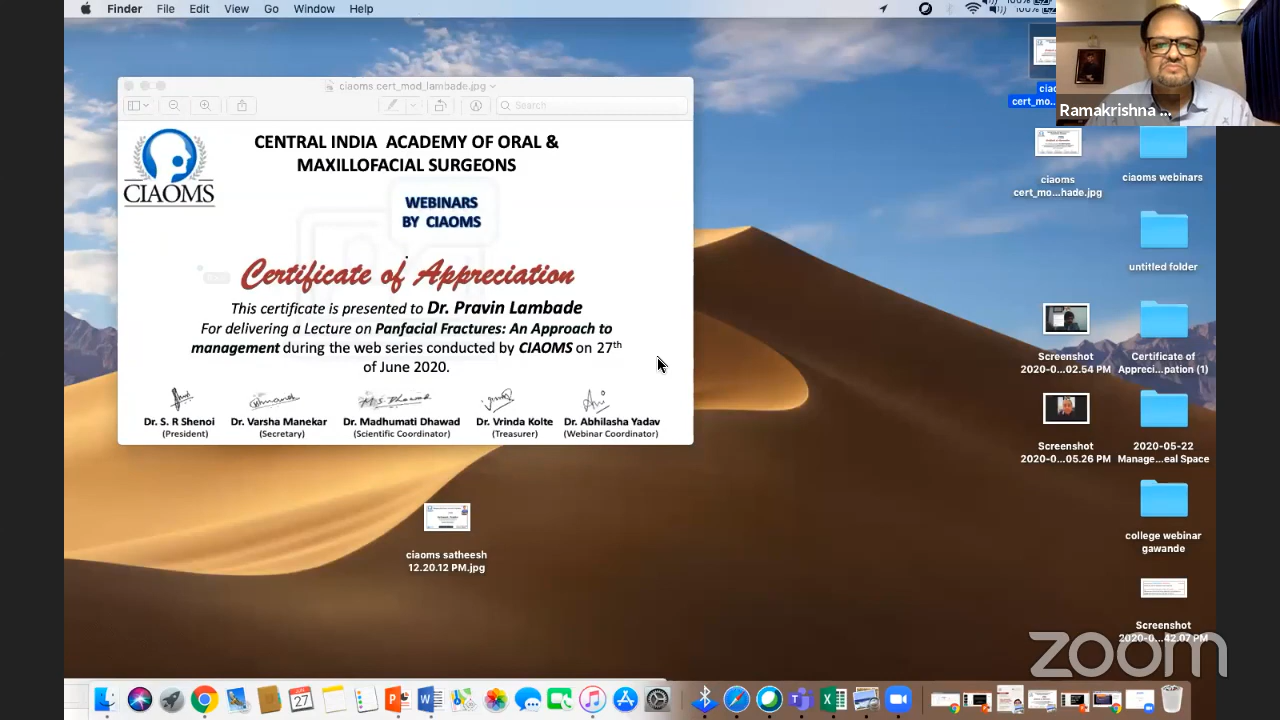 Finder File Edit View Go Window Help
100%
ciaoms cert_mod_lambade.jpg
Search
CIAOMS
CENTRAL INDIA ACADEMY OF ORAL &
MAXILLOFACIAL SURGEONS
WEBINARS
BY CIAOMS
Certificate of Appreciation
This certificate is presented to Dr. Pravin Lambade
For delivering a Lecture on Panfacial Fractures: An Approach to
management during the web series conducted by CIAOMS on 27th
of June 2020.
Dr. S. R Shenoi
(President)
Dr. Varsha Manekar
(Secretary)
Dr. Madhumati Dhawad
(Scientific Coordinator)
Dr. Vrinda Kolte
(Treasurer)
Dr. Abhilasha Yadav
(Webinar Coordinator)
ciaoms satheesh
12.20.12 PM.jpg
Ramakrishna ...
cert_mo...
ciaoms
cert_mo...hade.jpg
ciaoms webinars
untitled folder
Screenshot
2020-0...02.54 PM
Certificate of
Appreci...pation (1)
Screenshot
2020-0...05.26 PM
2020-05-22
Manage...eal Space
college webinar
gawande
Screenshot
2020-0...42.07 PM
zoom
27